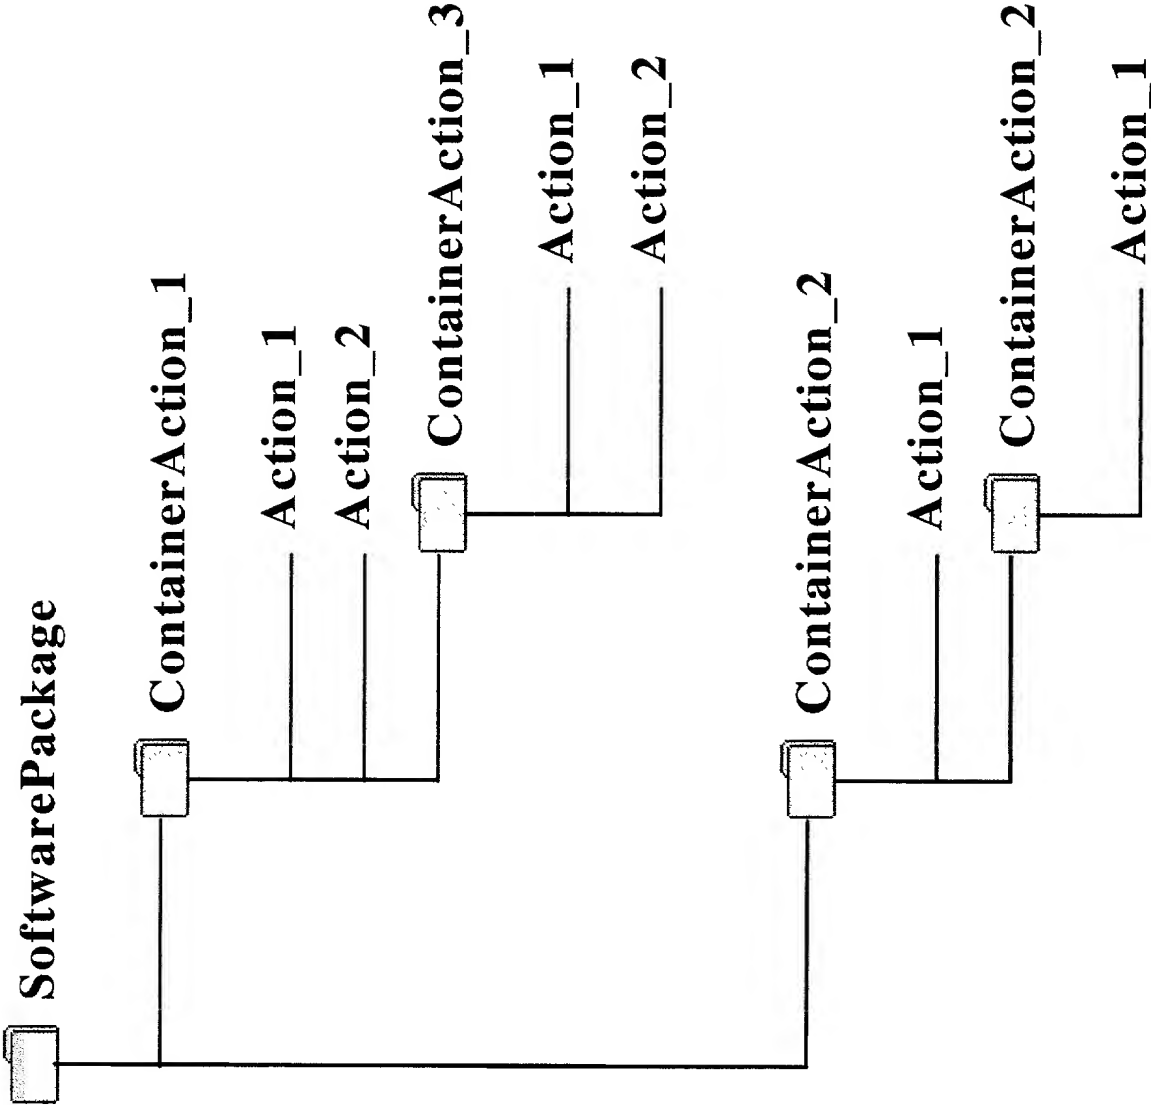 SoftwarePackage
ContainerAction_1
Action_1
Action_2
ContainerAction_3
Action_1
Action_2
ContainerAction_2
Action_1
ContainerAction_2
Action_1